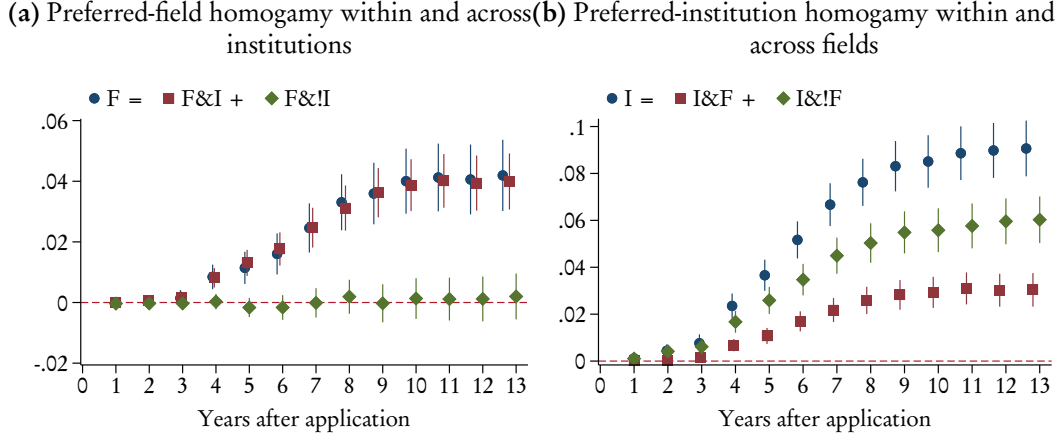 (a) Preferred-field homogamy within and across
institutions
F = F&I + F&!I
.06
.04
.02
0
-.02
0 1 2 3 4 5 6 7 8 9 10 11 12 13
Years after application
(b) Preferred-institution homogamy within and
across fields
I = I&F + I&!F
.1
.08
.06
.04
.02
0
0 1 2 3 4 5 6 7 8 9 10 11 12 13
Years after application